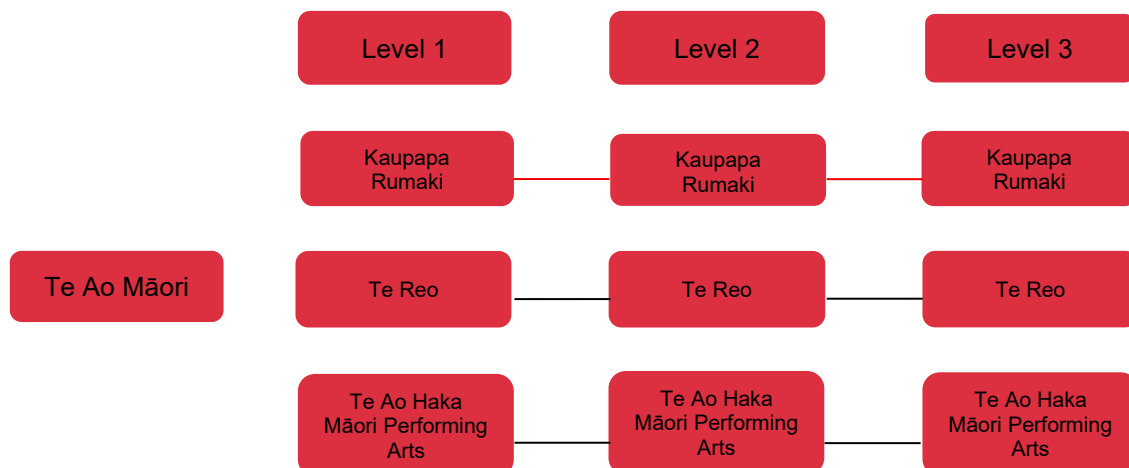 Level 1
Level 2
Level 3
Kaupapa
Rumaki
Kaupapa
Rumaki
Kaupapa
Rumaki
Te Ao Māori
Te Reo
Te Reo
Te Reo
Te Ao Haka
Māori Performing
Arts
Te Ao Haka
Māori Performing
Arts
Te Ao Haka
Māori Performing
Arts